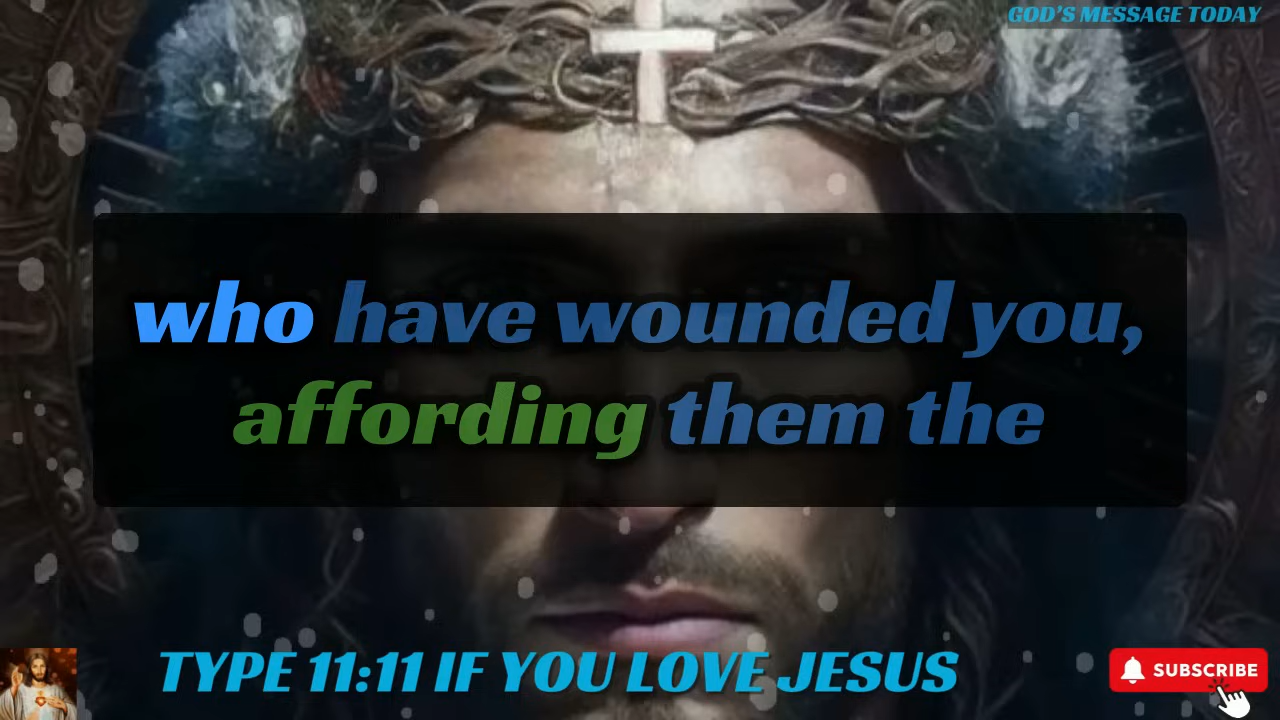 GOD'S MESSAGE TODAY
who have wounded you,
affording them the
TYPE 11:11 IF YOU LOVE JESUS
SUBSCRIBE